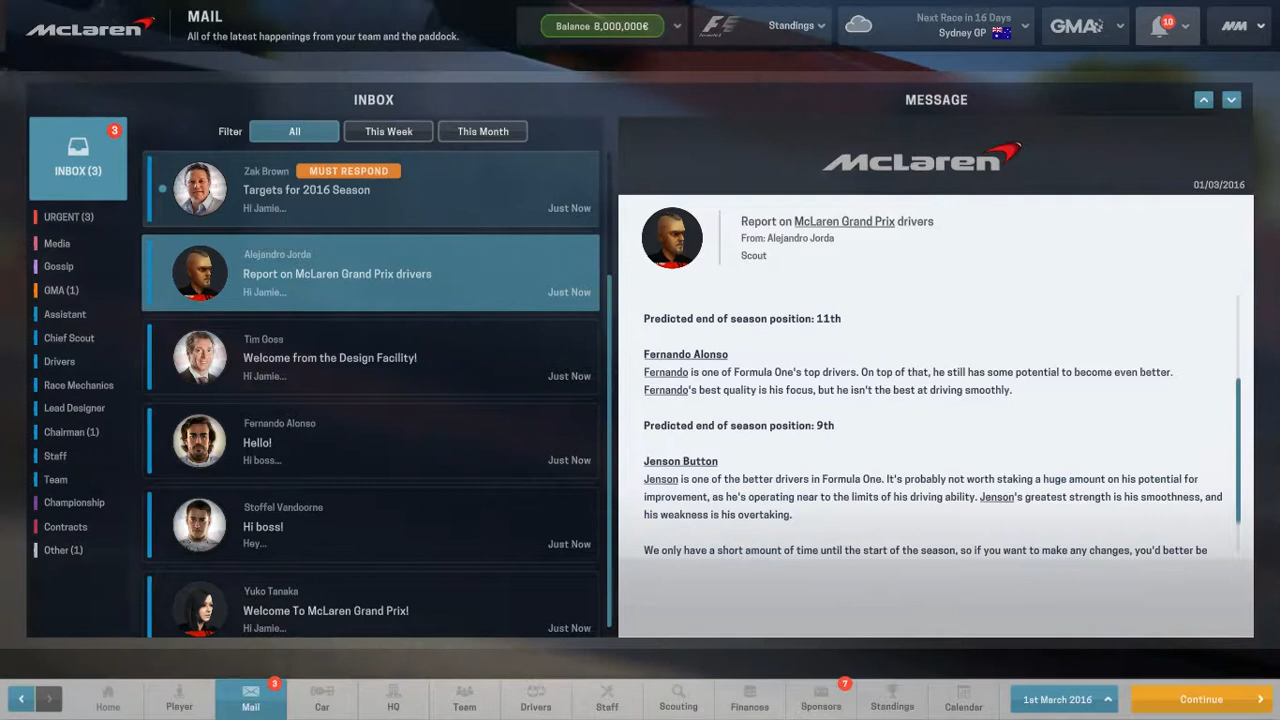 McLaren
MAIL
All of the latest happenings from your team and the paddock.
Balance 8,000,000€
Standings
Next Race in 16 Days
Sydney GP
GMA
10
INBOX
MESSAGE
3
INBOX (3)
URGENT (3)
Media
Gossip
GMA (1)
Assistant
Chief Scout
Drivers
Race Mechanics
Lead Designer
Chairman (1)
Staff
Team
Championship
Contracts
Other (1)
Filter
All
This Week
This Month
Zak Brown
MUST RESPOND
Targets for 2016 Season
Hi Jamie...
Just Now
Alejandro Jorda
Report on McLaren Grand Prix drivers
Hi Jamie...
Just Now
Tim Goss
Welcome from the Design Facility!
Hi Jamie...
Just Now
Fernando Alonso
Hello!
Hi boss...
Just Now
Stoffel Vandoorne
Hi boss!
Hey...
Just Now
Yuko Tanaka
Welcome To McLaren Grand Prix!
Hi Jamie...
Just Now
McLaren
01/03/2016
Report on McLaren Grand Prix drivers
From: Alejandro Jorda
Scout
Predicted end of season position: 11th
Fernando Alonso
Fernando is one of Formula One's top drivers. On top of that, he still has some potential to become even better.
Fernando's best quality is his focus, but he isn't the best at driving smoothly.
Predicted end of season position: 9th
Jenson Button
Jenson is one of the better drivers in Formula One. It's probably not worth staking a huge amount on his potential for
improvement, as he's operating near to the limits of his driving ability. Jenson's greatest strength is his smoothness, and
his weakness is his overtaking.
We only have a short amount of time until the start of the season, so if you want to make any changes, you'd better be
Home
Player
3
Mail
Car
HQ
Team
Drivers
Staff
Scouting
Finances
7
Sponsors
Standings
Calendar
1st March 2016
Continue